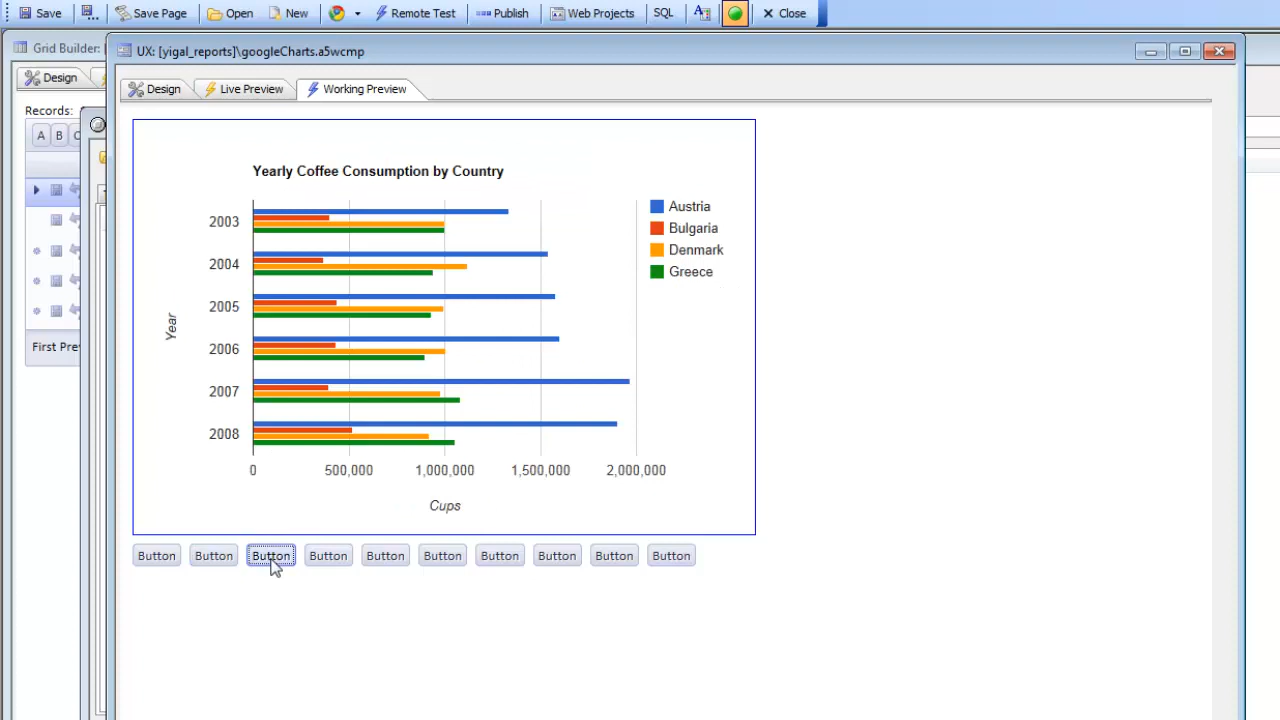 Save Save Page Open New Remote Test Publish Web Projects SQL A Close
Grid Builder:
UX: [yigal_reports]\googleCharts.a5wcmp
Design
Design Live Preview Working Preview
Records:
A B C
Yearly Coffee Consumption by Country
Austria
Bulgaria
Denmark
Greece
2003
2004
2005
2006
2007
2008
Year
First Pre
0 500,000 1,000,000 1,500,000 2,000,000
Cups
Button Button Button Button Button Button Button Button Button Button